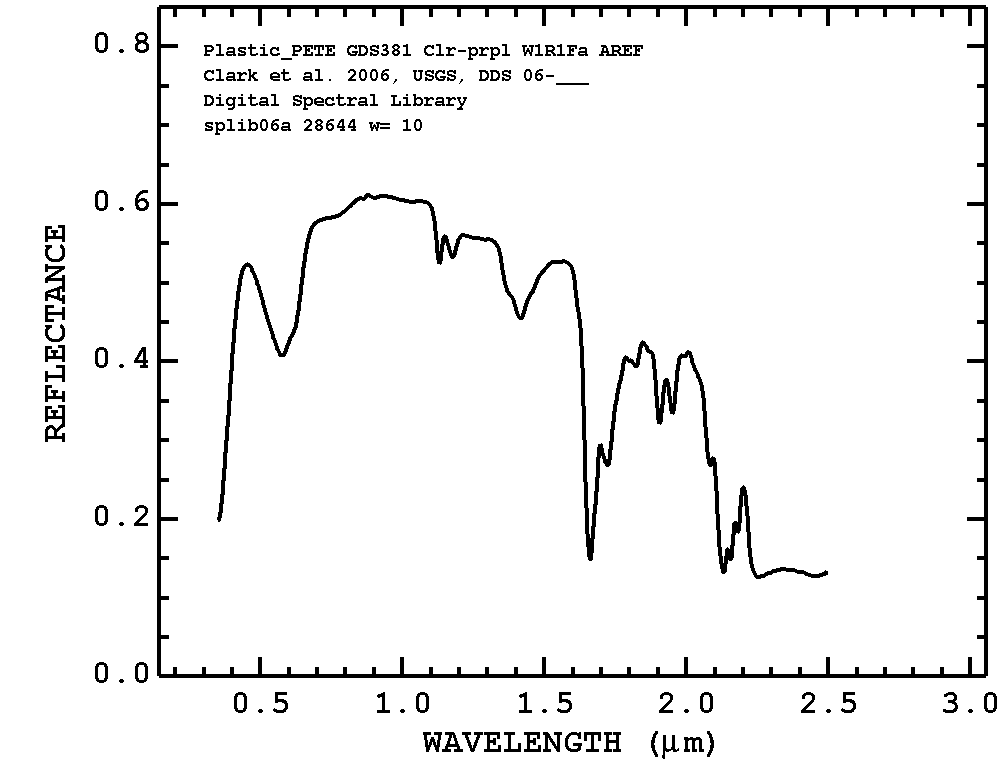 Plastic_PETE GDS381 Clr-prpl W1R1Fa AREF
Clark et al. 2006, USGS, DDS 06-___
Digital Spectral Library
splib06a 28644 w= 10
0.8
0.6
0.4
0.2
0.0
REFLECTANCE
0.5 1.0 1.5 2.0 2.5 3.0
WAVELENGTH (μm)